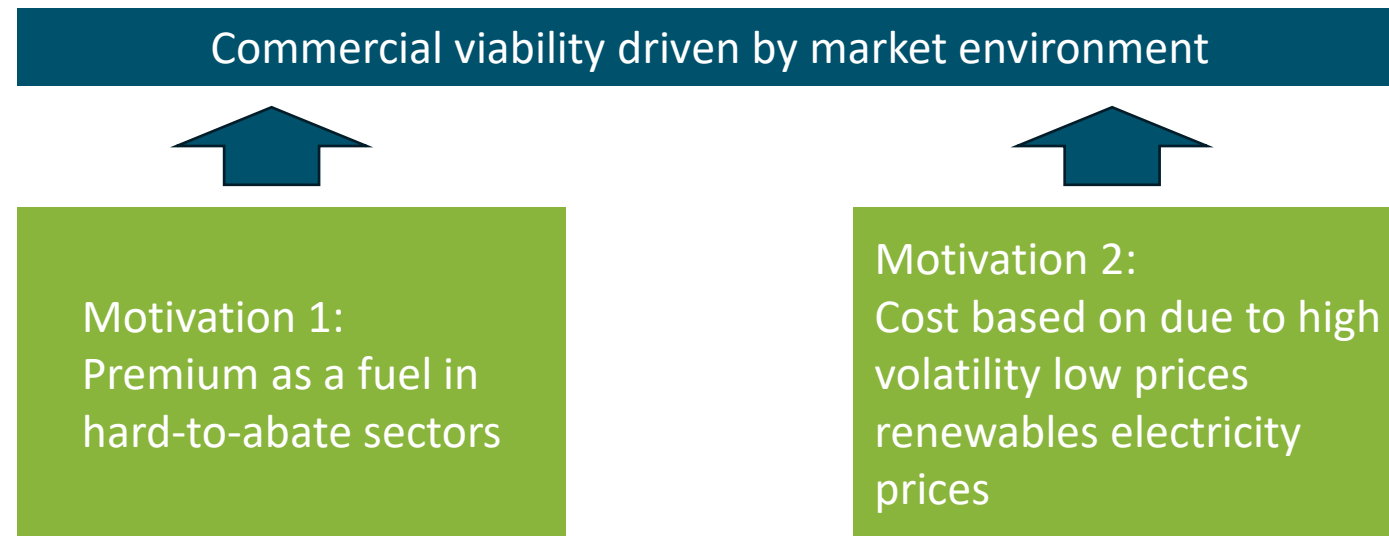 Commercial viability driven by market environment
Motivation 1:
Premium as a fuel in
hard-to-abate sectors
Motivation 2:
Cost based on due to high
volatility low prices
renewables electricity
prices